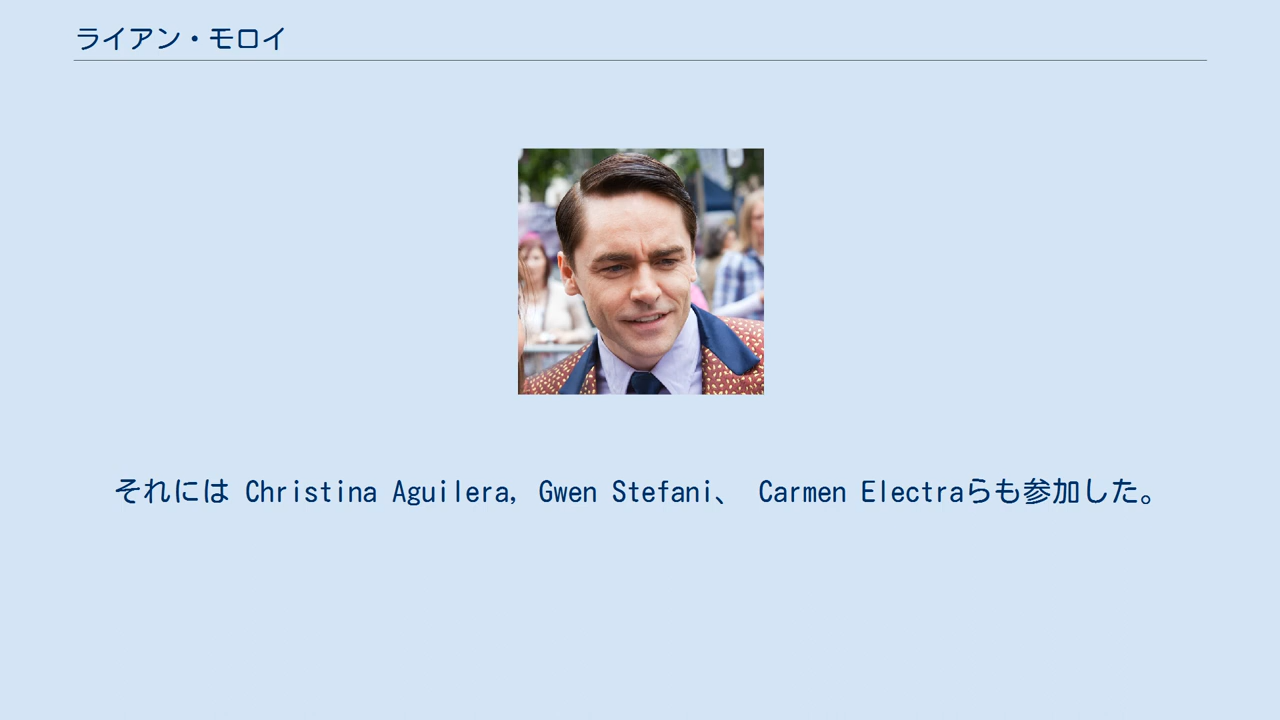 ライアン・モロイ
それには Christina Aguilera, Gwen Stefani、 Carmen Electraらも参加した。